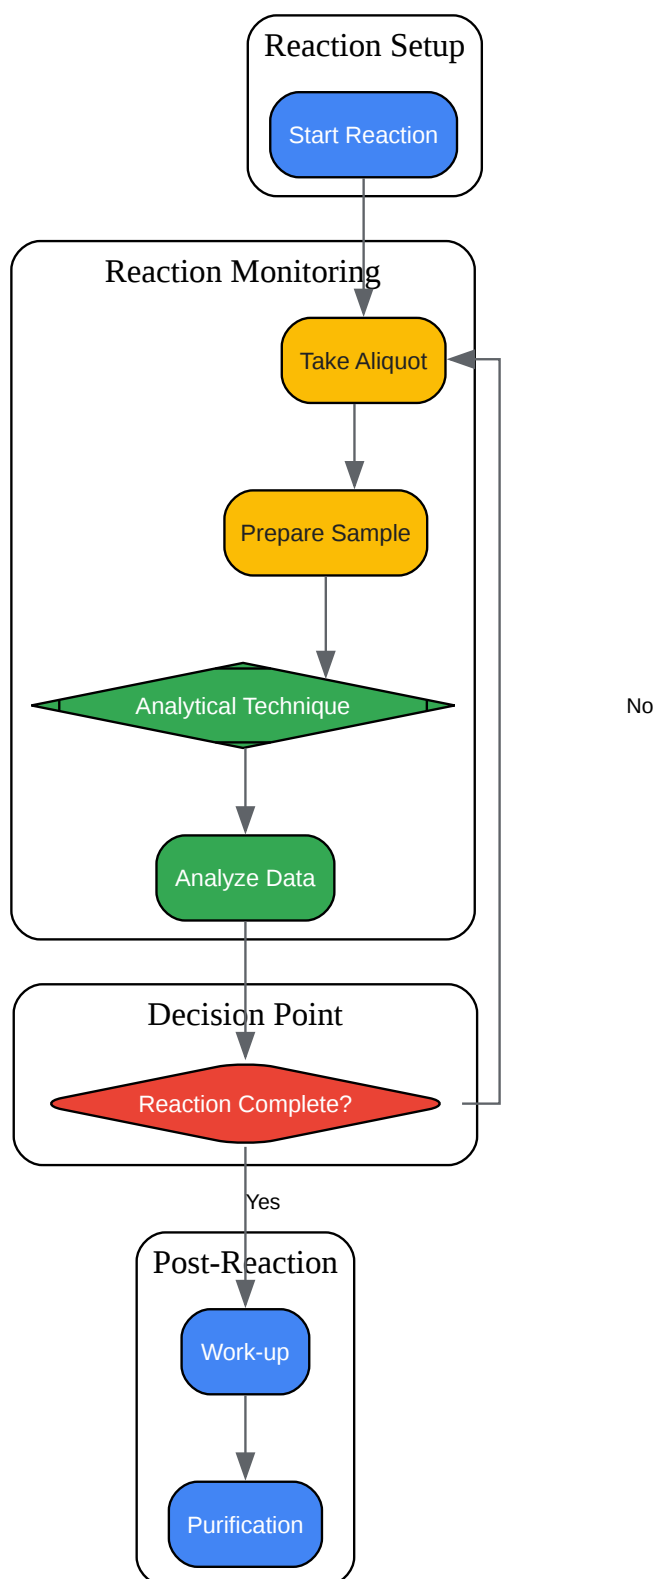 Reaction Setup
Start Reaction
Reaction Monitoring
Take Aliquot
Prepare Sample
Analytical Technique
No
Analyze Data
Decision Point
Reaction Complete?
Yes
Post-Reaction
Work-up
Purification